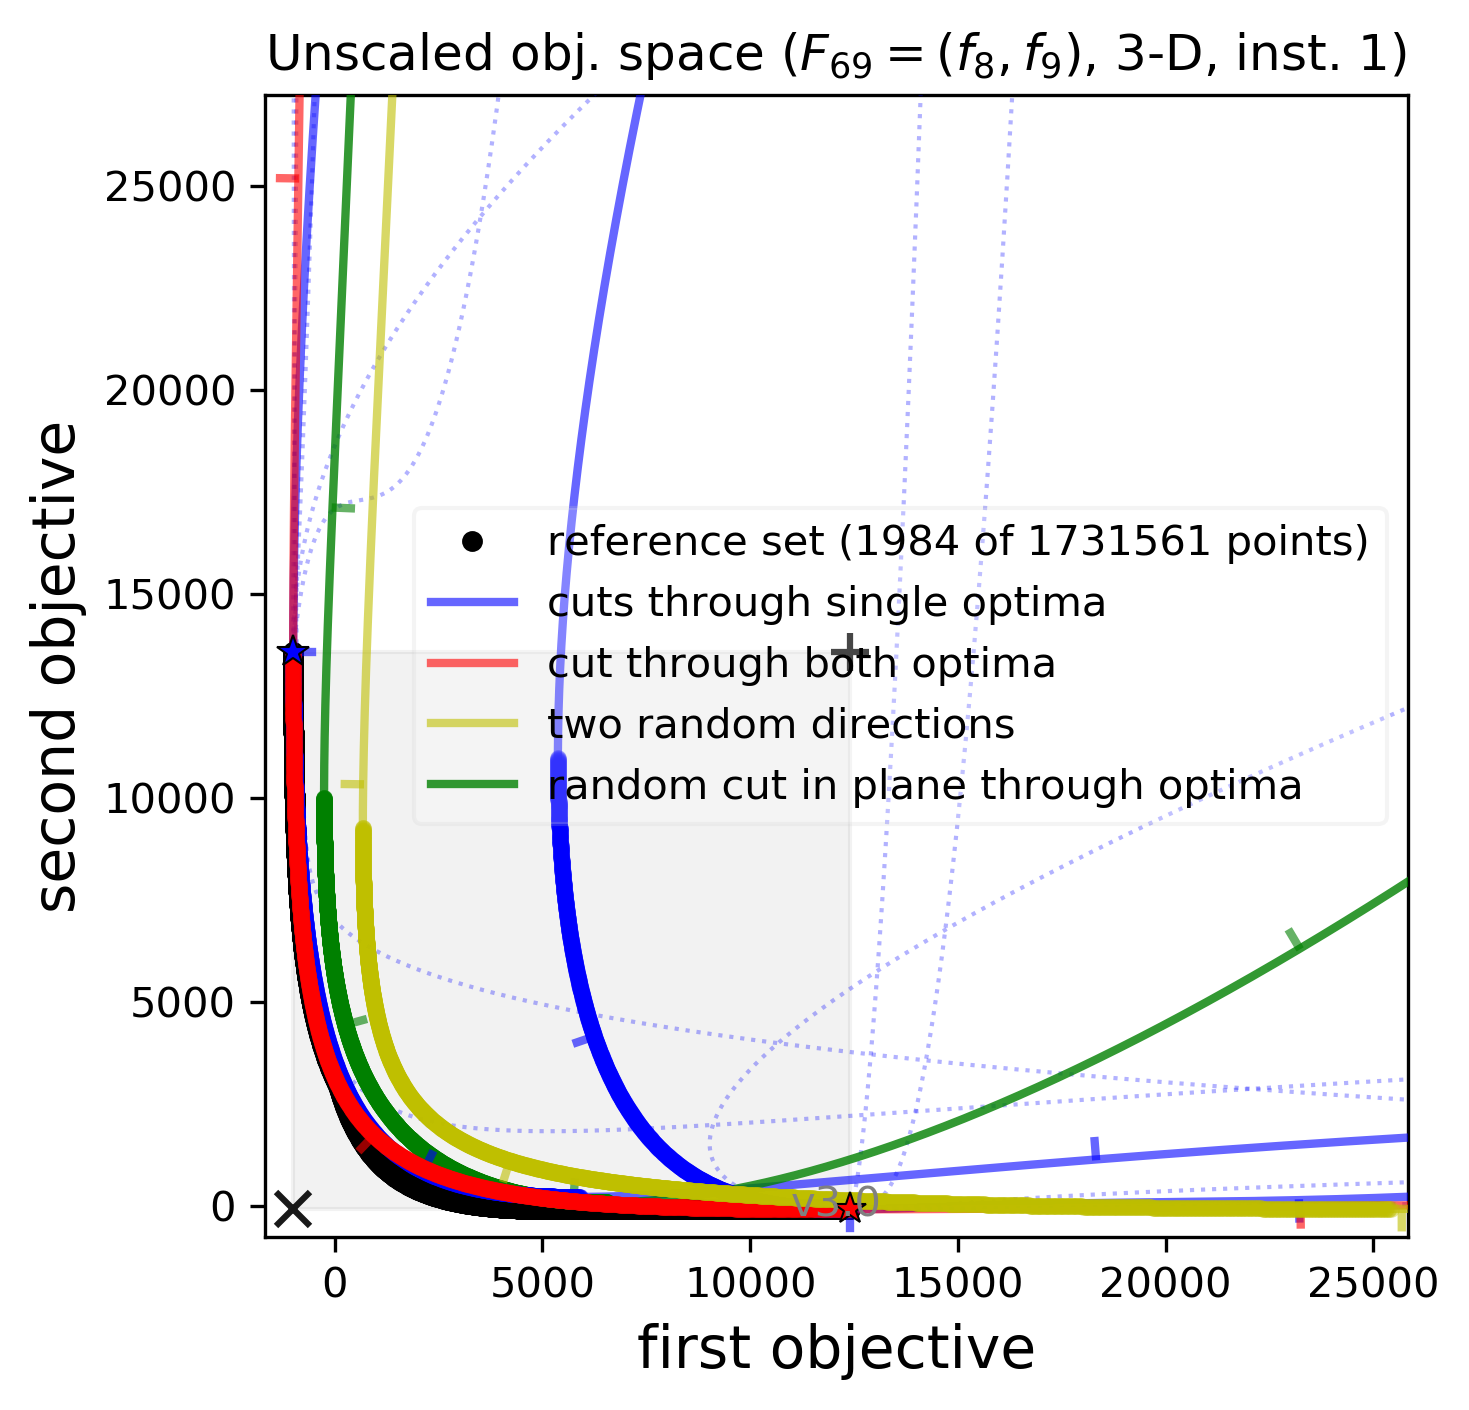 Unscaled obj. space (F₆₉ = (f₈, f₉), 3-D, inst. 1)
25000
20000
15000
10000
5000
0
second objective
reference set (1984 of 1731561 points)
cuts through single optima
cut through both optima
two random directions
random cut in plane through optima
v3.0
0 5000 10000 15000 20000 25000
first objective